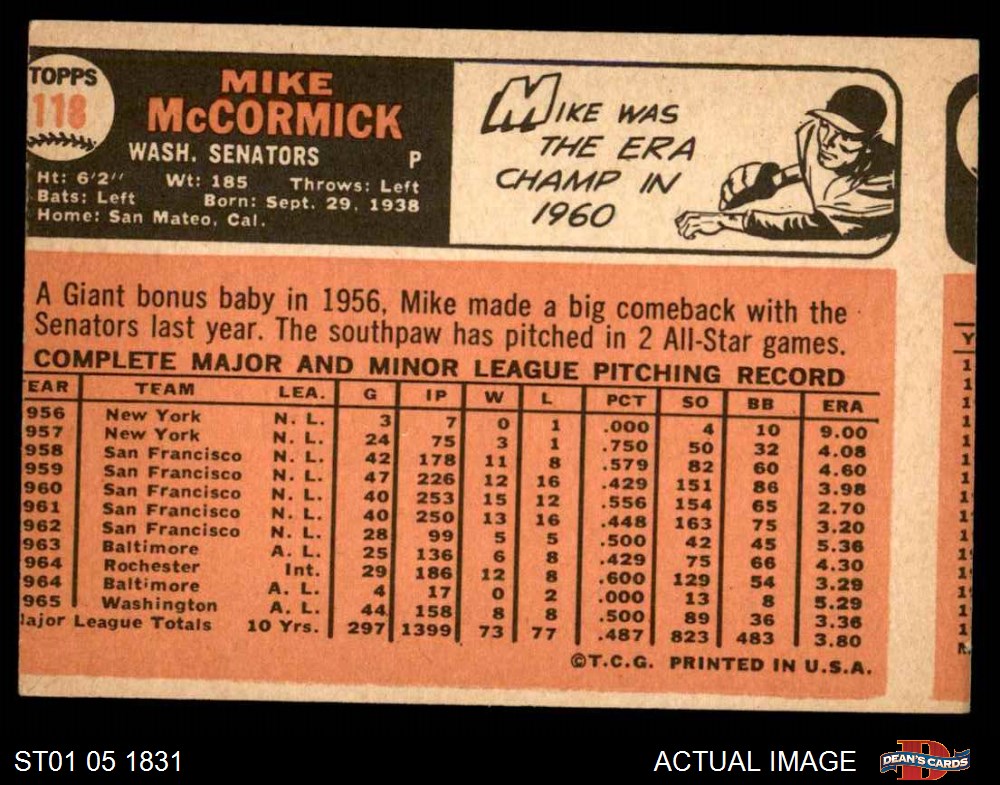 TOPPS
118
MIKE
McCORMICK
WASH. SENATORS P
Ht: 6'2" Wt: 185 Throws: Left
Bats: Left Born: Sept. 29, 1938
Home: San Mateo, Cal.
MIKE WAS
THE ERA
CHAMP IN
1960
A Giant bonus baby in 1956, Mike made a big comeback with the
Senators last year. The southpaw has pitched in 2 All-Star games.
COMPLETE MAJOR AND MINOR LEAGUE PITCHING RECORD
EAR TEAM LEA. G IP W L PCT SO BB ERA
956 New York N. L. 3 7 0 1 .000 4 10 9.00
957 New York N. L. 24 75 3 1 .750 50 32 4.08
958 San Francisco N. L. 42 178 11 8 .579 82 60 4.60
959 San Francisco N. L. 47 226 12 16 .429 151 86 3.98
960 San Francisco N. L. 40 253 15 12 .556 154 65 2.70
961 San Francisco N. L. 40 250 13 16 .448 163 75 3.20
962 San Francisco N. L. 28 99 5 5 .500 42 45 5.36
963 Baltimore A. L. 25 136 6 8 .429 75 66 4.30
964 Rochester Int. 29 186 12 8 .600 129 54 3.29
964 Baltimore A. L. 4 17 0 2 .000 13 8 5.29
965 Washington A. L. 44 158 8 8 .500 89 36 3.36
ajor League Totals 10 Yrs. 297 1399 73 77 .487 823 483 3.80
©T.C.G. PRINTED IN U.S.A.
ST01 05 1831
ACTUAL IMAGE
DEAN'S CARDS